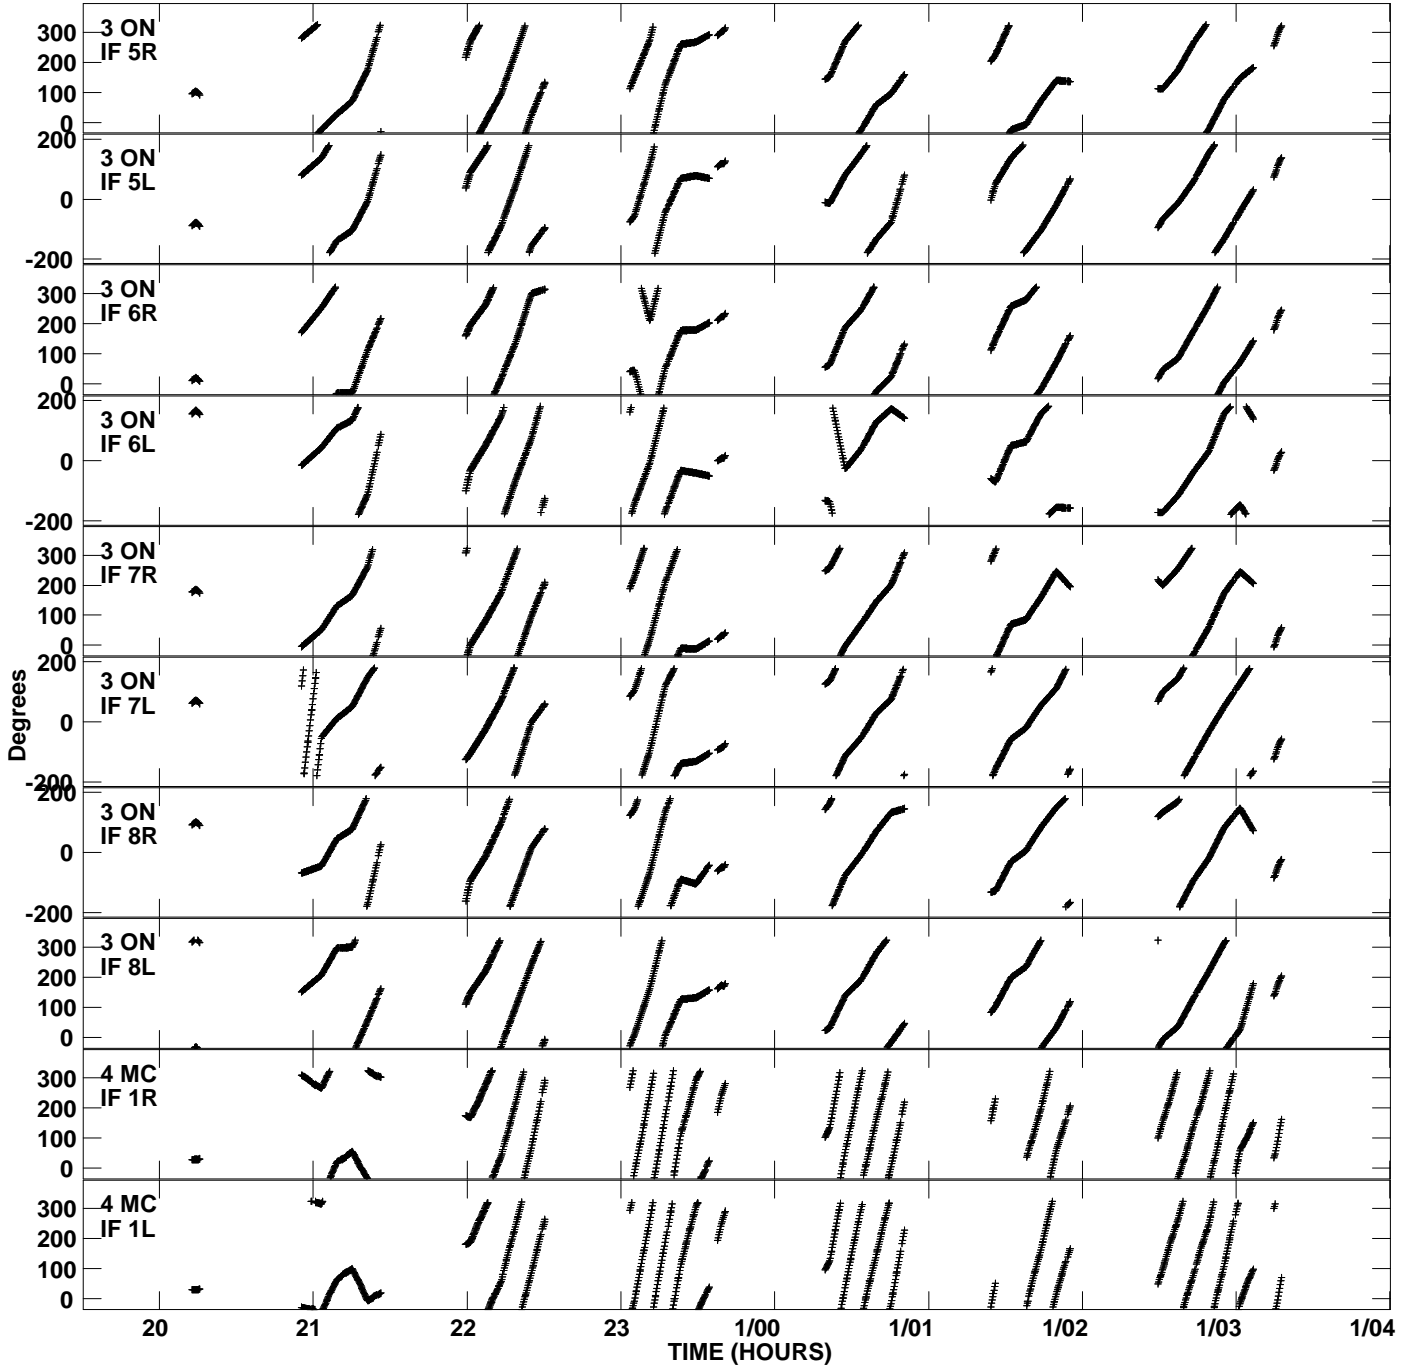 3 ON
IF 5R
300
200
100
0
3 ON
IF 5L
200
0
-200
3 ON
IF 6R
300
200
100
0
3 ON
IF 6L
200
0
-200
3 ON
IF 7R
300
200
100
0
3 ON
IF 7L
200
0
-200
3 ON
IF 8R
200
0
-200
3 ON
IF 8L
300
200
100
0
4 MC
IF 1R
300
200
100
0
4 MC
IF 1L
300
200
100
0
Degrees
20 21 22 23 1/00 1/01 1/02 1/03 1/04
TIME (HOURS)